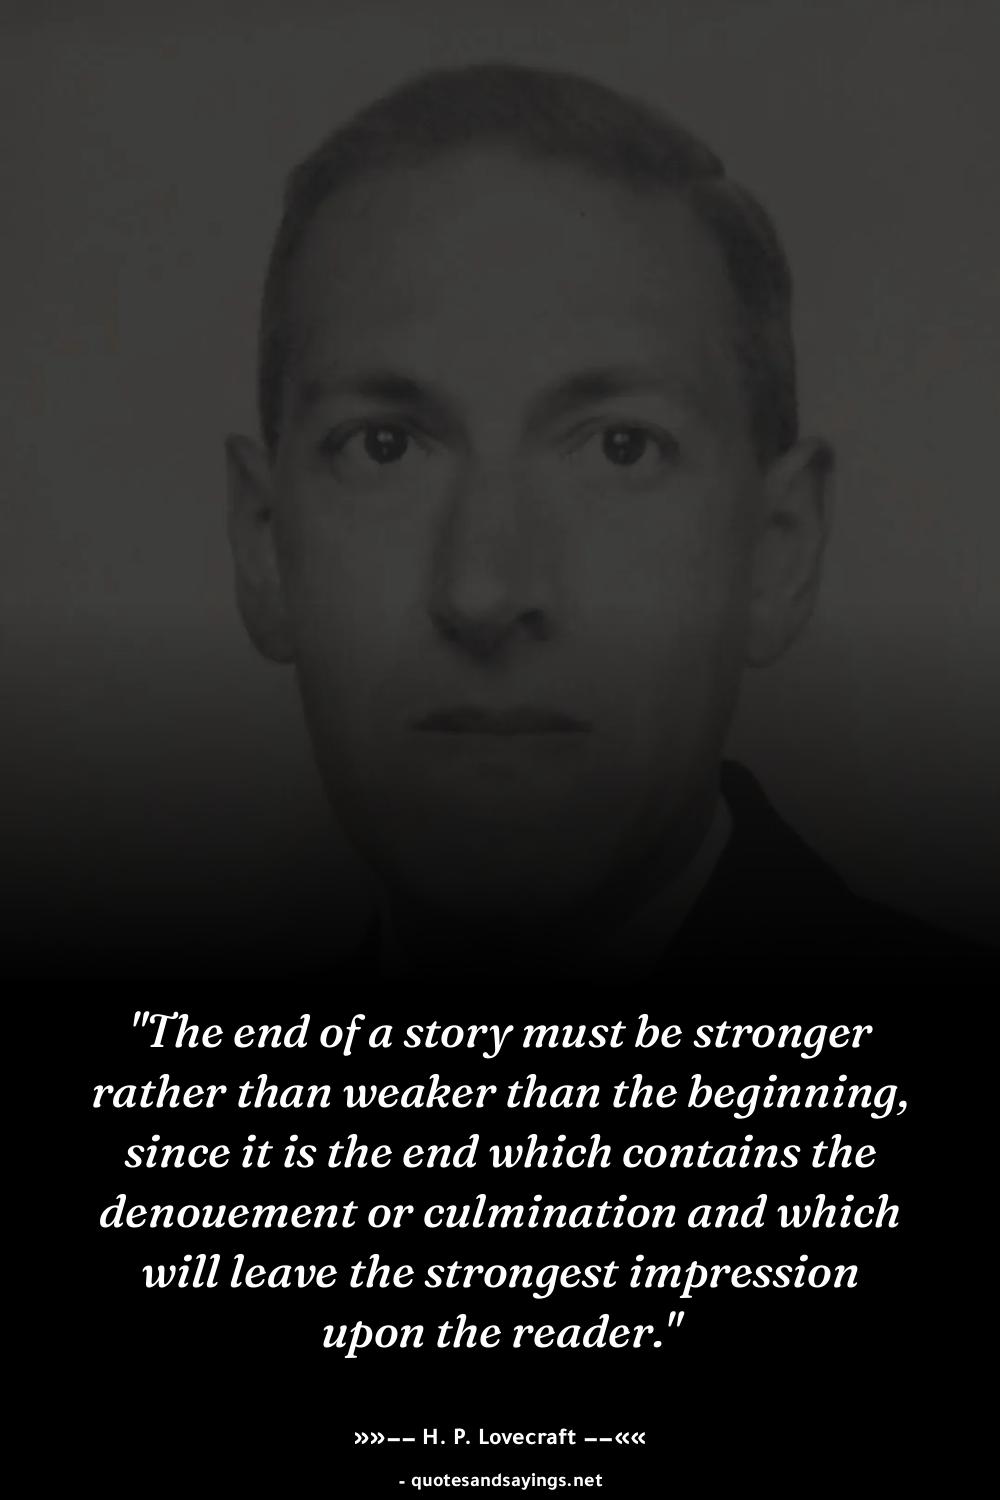 "The end of a story must be stronger
rather than weaker than the beginning,
since it is the end which contains the
denouement or culmination and which
will leave the strongest impression
upon the reader."
»»−− H. P. Lovecraft −−««
- quotesandsayings.net